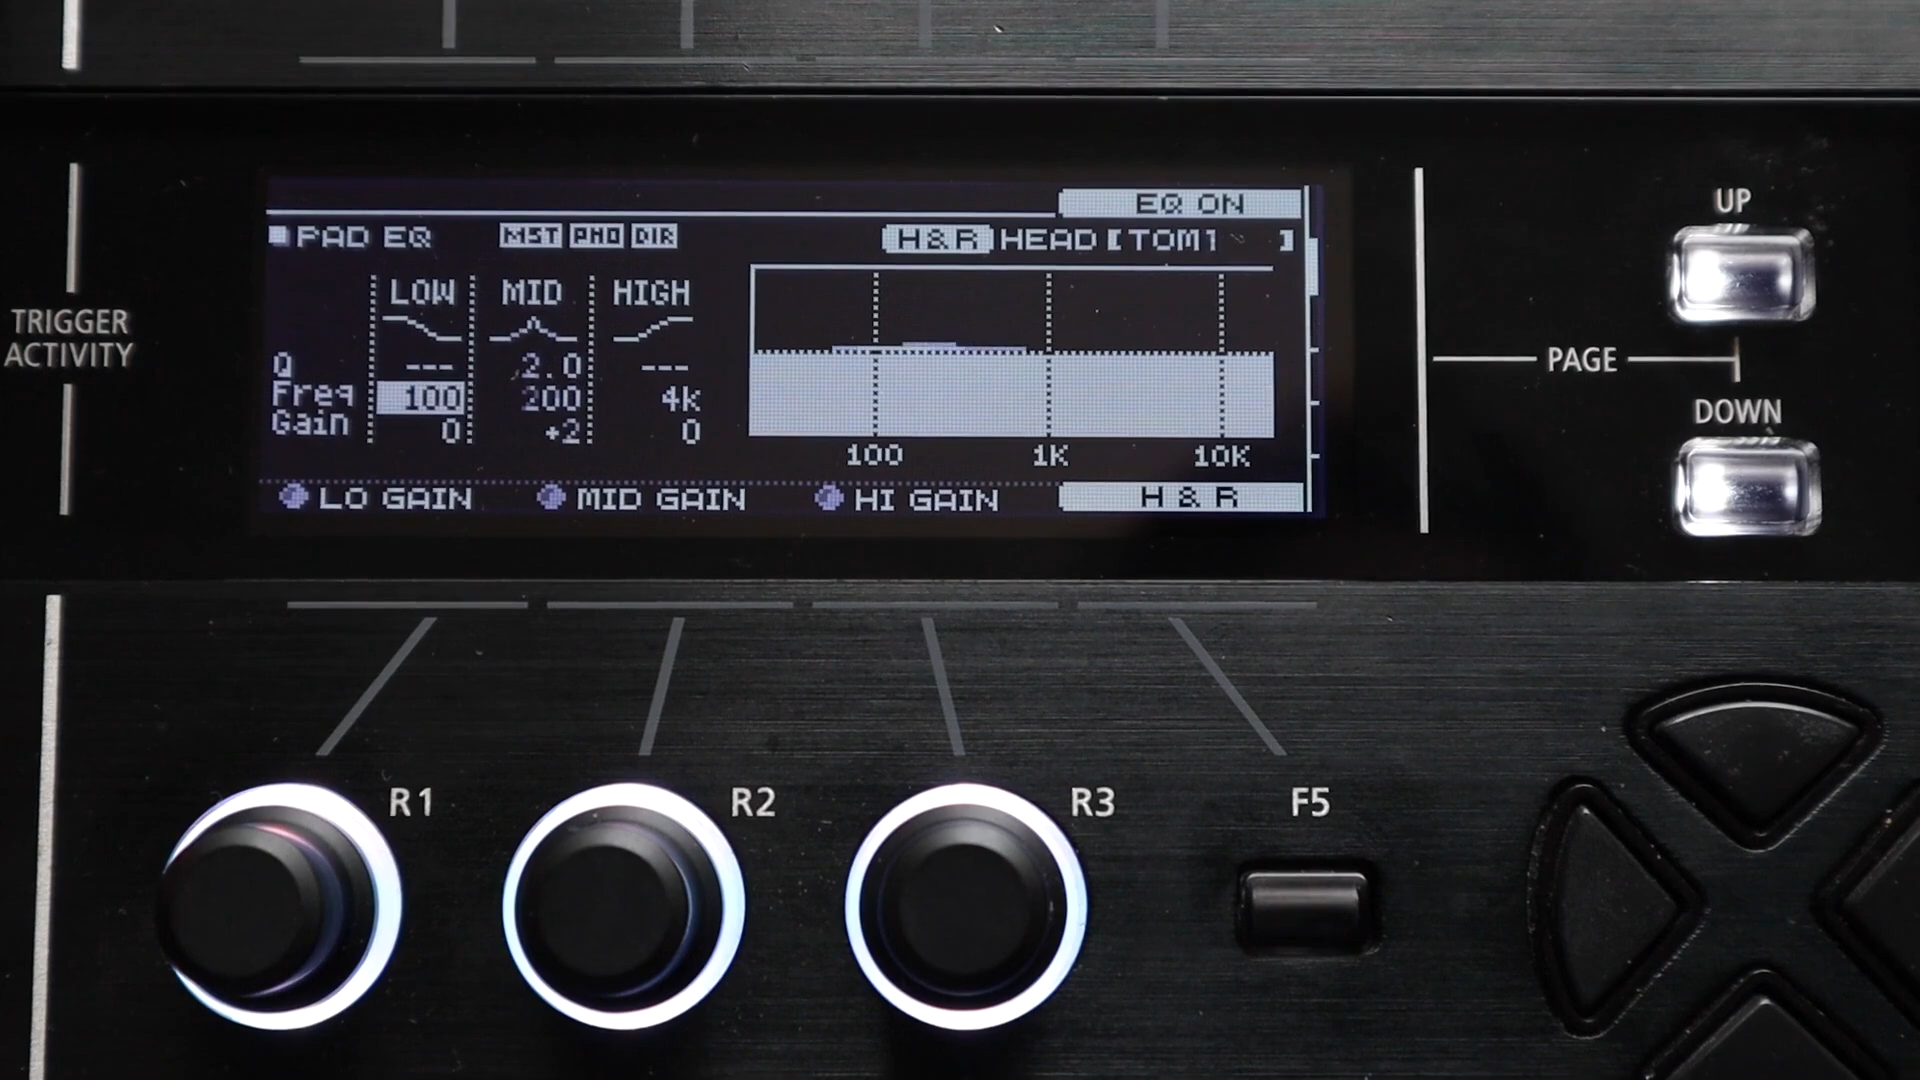 EQ ON
PAD EQ MST PHO DIR H&R HEAD [TOM1 ]
LOW MID HIGH
Q --- 2.0 ---
Freq 100 200 4k
Gain 0 +2 0
100 1K 10K
LO GAIN MID GAIN HI GAIN H & R
TRIGGER
ACTIVITY
UP
PAGE
DOWN
R1 R2 R3 F5